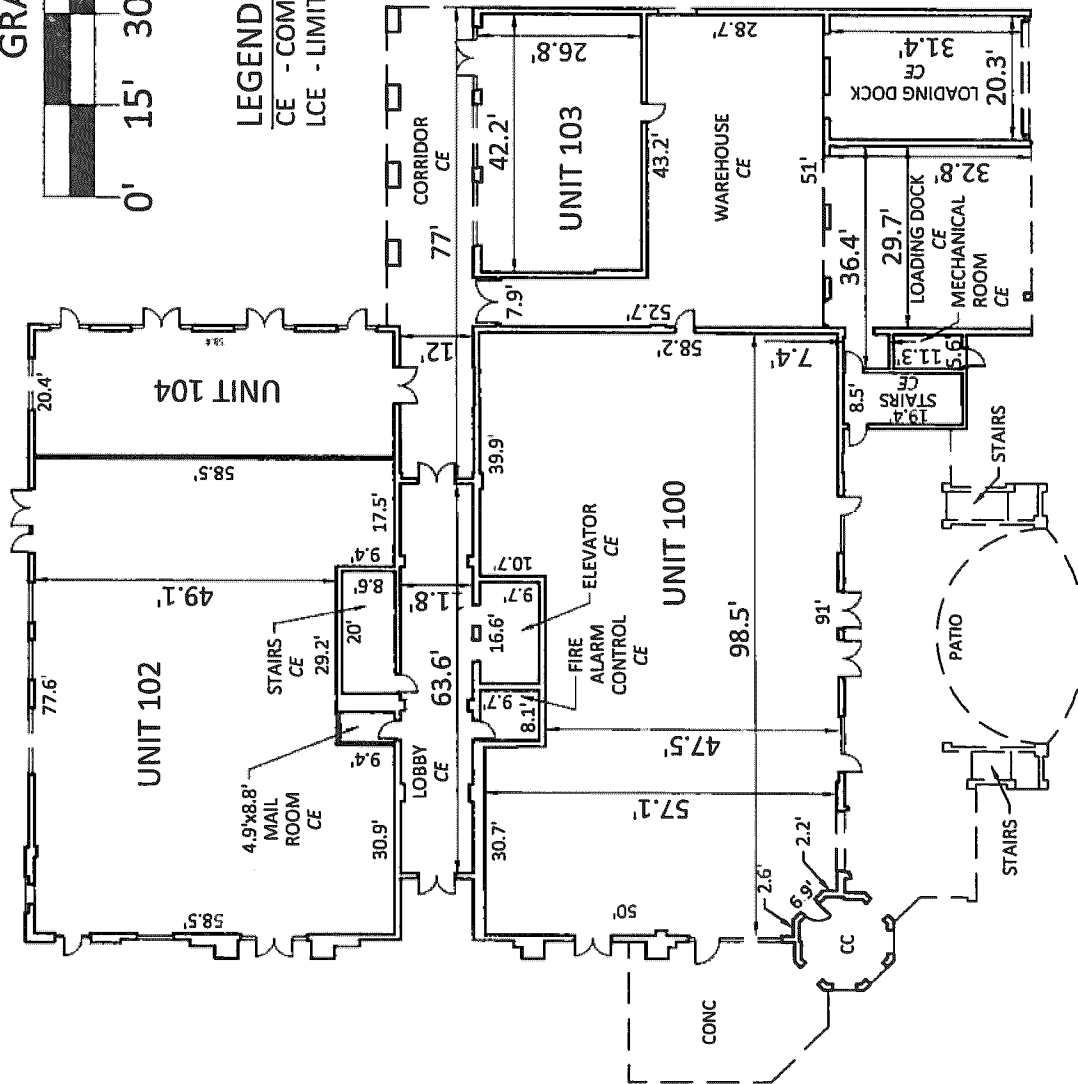 GRA
0'
15'
30
LEGEND
CE - COM
LCE - LIMIT
20.4'
UNIT 104
58.5'
77.6'
UNIT 102
49.1'
17.5'
9.4'
STAIRS
CE
29.2'
20'
8.6'
4.9'x8.8'
MAIL
ROOM
CE
9.4'
30.9'
58.5'
CORRIDOR
CE
77'
12'
LOBBY
CE
63.6'
42.2'
26.8'
UNIT 103
43.2'
28.7'
WAREHOUSE
CE
51'
7.9'
52.7'
LOADING DOCK
CE
31.4'
20.3'
36.4'
29.7'
32.8'
LOADING DOCK
CE
MECHANICAL
ROOM
CE
11.3'
5.6'
8.5'
STAIRS
CE
19.4'
58.2'
7.4'
39.9'
10.7'
9.7'
16.6'
ELEVATOR
CE
FIRE
ALARM
CONTROL
CE
9.7'
8.1'
UNIT 100
98.5'
91'
47.5'
57.1'
30.7'
50'
2.6'
6.9'
2.2'
CC
CONC
STAIRS
PATIO
STAIRS